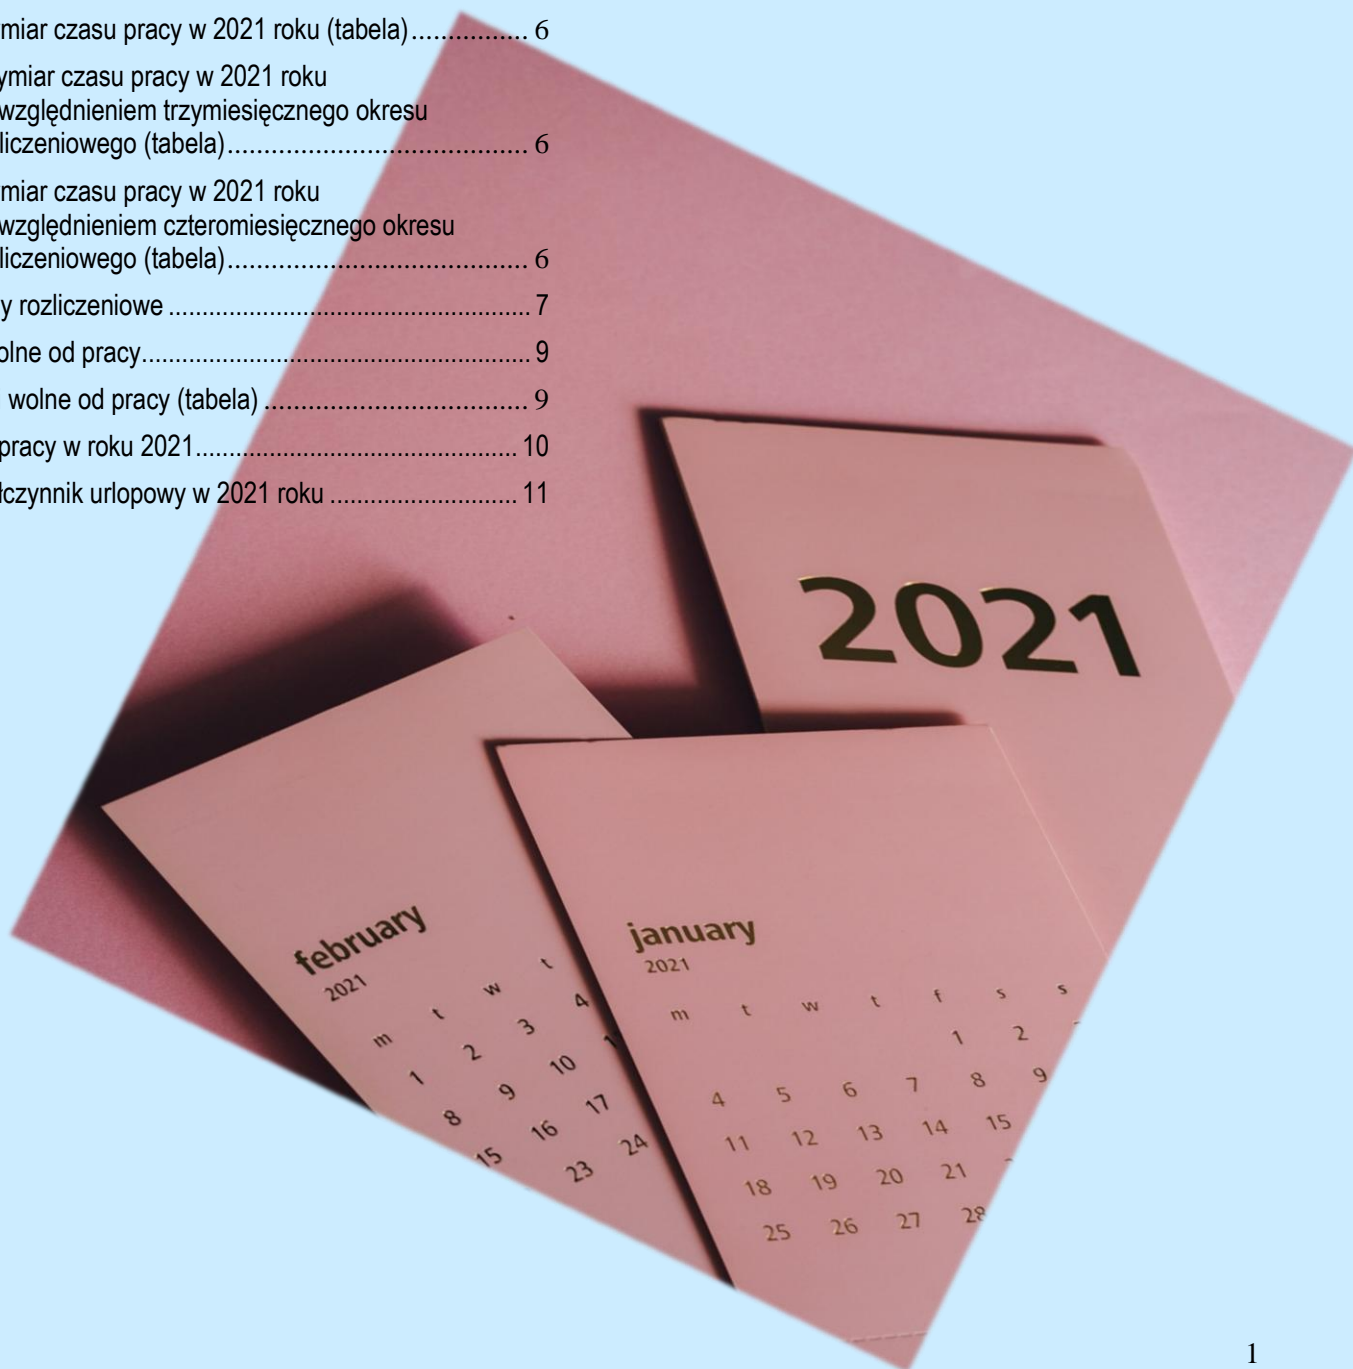 miar czasu pracy w 2021 roku (tabela)................ 6
ymiar czasu pracy w 2021 roku
względnieniem trzymiesięcznego okresu
liczeniowego (tabela)...................................... 6
miar czasu pracy w 2021 roku
względnieniem czteromiesięcznego okresu
liczeniowego (tabela)...................................... 6
y rozliczeniowe .............................................. 7
olne od pracy.................................................. 9
wolne od pracy (tabela) .................................. 9
pracy w roku 2021......................................... 10
łczynnik urlopowy w 2021 roku ........................ 11
2021
february
2021
m t w t
1 2 3 4
8 9 10
15 16 17
23 24
january
2021
m t w t f s s
1 2
4 5 6 7 8 9
11 12 13 14 15
18 19 20 21
25 26 27 28
1